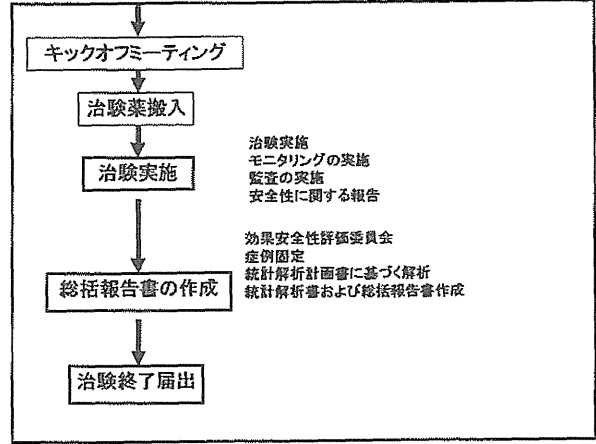 キックオフミーティング
治験薬搬入
治験実施
治験実施
モニタリングの実施
監査の実施
安全性に関する報告
効果安全性評価委員会
症例固定
統計解析計画書に基づく解析
統計解析書および総括報告書作成
総括報告書の作成
治験終了届出